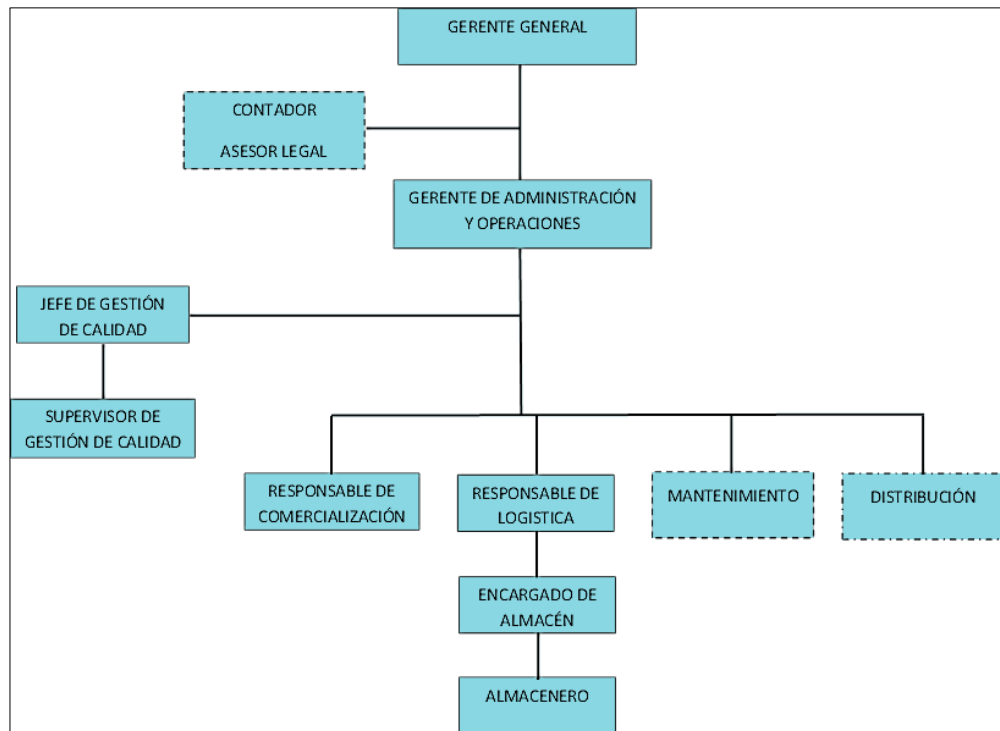 GERENTE GENERAL
CONTADOR
ASESOR LEGAL
GERENTE DE ADMINISTRACIÓN
Y OPERACIONES
JEFE DE GESTIÓN
DE CALIDAD
SUPERVISOR DE
GESTIÓN DE CALIDAD
RESPONSABLE DE
COMERCIALIZACIÓN
RESPONSABLE DE
LOGISTICA
MANTENIMIENTO
DISTRIBUCIÓN
ENCARGADO DE
ALMACÉN
ALMACENERO